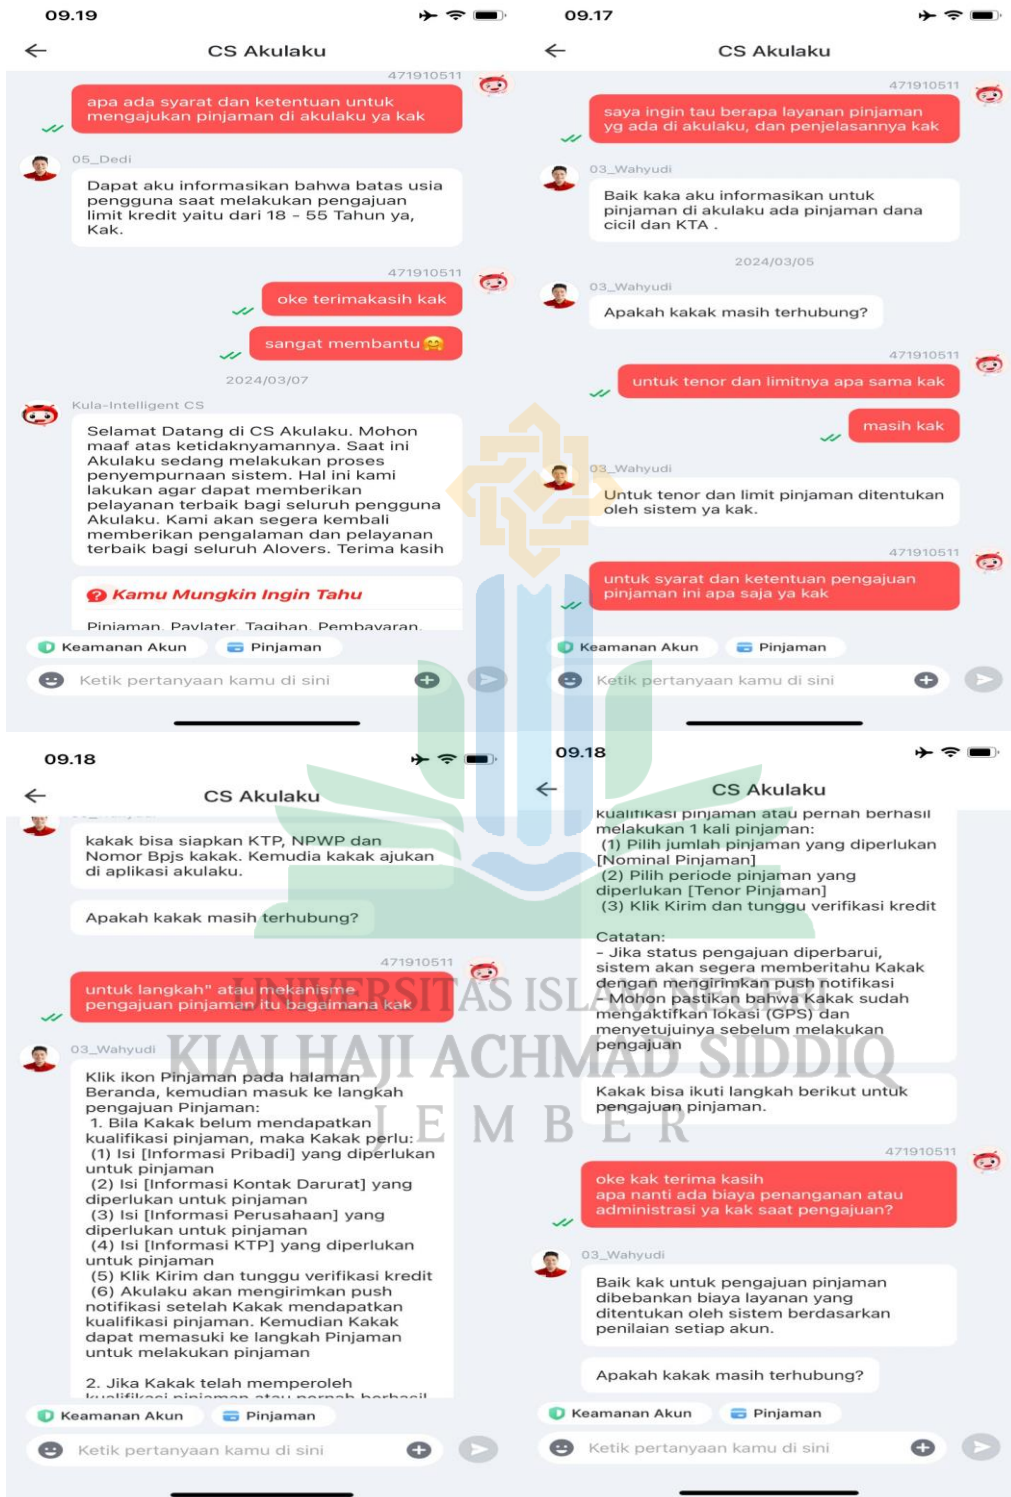 09.19
CS Akulaku
471910511
apa ada syarat dan ketentuan untuk
mengajukan pinjaman di akulaku ya kak
05_Dedi
Dapat aku informasikan bahwa batas usia
pengguna saat melakukan pengajuan
limit kredit yaitu dari 18 - 55 Tahun ya,
Kak.
471910511
oke terimakasih kak
sangat membantu🤗
2024/03/07
Kula-Intelligent CS
Selamat Datang di CS Akulaku. Mohon
maaf atas ketidaknyamannya. Saat ini
Akulaku sedang melakukan proses
penyempurnaan sistem. Hal ini kami
lakukan agar dapat memberikan
pelayanan terbaik bagi seluruh pengguna
Akulaku. Kami akan segera kembali
memberikan pengalaman dan pelayanan
terbaik bagi seluruh Alovers. Terima kasih
Kamu Mungkin Ingin Tahu
Pinjaman, Paylater, Tagihan, Pembayaran,
Keamanan Akun
Pinjaman
Ketik pertanyaan kamu di sini
09.17
CS Akulaku
471910511
saya ingin tau berapa layanan pinjaman
yg ada di akulaku, dan penjelasannya kak
03_Wahyudi
Baik kaka aku informasikan untuk
pinjaman di akulaku ada pinjaman dana
cicil dan KTA .
2024/03/05
03_Wahyudi
Apakah kakak masih terhubung?
471910511
untuk tenor dan limitnya apa sama kak
masih kak
03_Wahyudi
Untuk tenor dan limit pinjaman ditentukan
oleh sistem ya kak.
471910511
untuk syarat dan ketentuan pengajuan
pinjaman ini apa saja ya kak
Keamanan Akun
Pinjaman
Ketik pertanyaan kamu di sini
09.18
CS Akulaku
kakak bisa siapkan KTP, NPWP dan
Nomor Bpjs kakak. Kemudia kakak ajukan
di aplikasi akulaku.
Apakah kakak masih terhubung?
471910511
untuk langkah" atau mekanisme
pengajuan pinjaman itu bagaimana kak
03_Wahyudi
Klik ikon Pinjaman pada halaman
Beranda, kemudian masuk ke langkah
pengajuan Pinjaman:
1. Bila Kakak belum mendapatkan
kualifikasi pinjaman, maka Kakak perlu:
(1) Isi [Informasi Pribadi] yang diperlukan
untuk pinjaman
(2) Isi [Informasi Kontak Darurat] yang
diperlukan untuk pinjaman
(3) Isi [Informasi Perusahaan] yang
diperlukan untuk pinjaman
(4) Isi [Informasi KTP] yang diperlukan
untuk pinjaman
(5) Klik Kirim dan tunggu verifikasi kredit
(6) Akulaku akan mengirimkan push
notifikasi setelah Kakak mendapatkan
kualifikasi pinjaman. Kemudian Kakak
dapat memasuki ke langkah Pinjaman
untuk melakukan pinjaman
2. Jika Kakak telah memperoleh
kualifikasi pinjaman atau pernah berhasil
Keamanan Akun
Pinjaman
Ketik pertanyaan kamu di sini
09.18
CS Akulaku
kualifikasi pinjaman atau pernah berhasil
melakukan 1 kali pinjaman:
(1) Pilih jumlah pinjaman yang diperlukan
[Nominal Pinjaman]
(2) Pilih periode pinjaman yang
diperlukan [Tenor Pinjaman]
(3) Klik Kirim dan tunggu verifikasi kredit
Catatan:
- Jika status pengajuan diperbarui,
sistem akan segera memberitahu Kakak
dengan mengirimkan push notifikasi
- Mohon pastikan bahwa Kakak sudah
mengaktifkan lokasi (GPS) dan
menyetujuinya sebelum melakukan
pengajuan
Kakak bisa ikuti langkah berikut untuk
pengajuan pinjaman.
471910511
oke kak terima kasih
apa nanti ada biaya penanganan atau
administrasi ya kak saat pengajuan?
03_Wahyudi
Baik kak untuk pengajuan pinjaman
dibebankan biaya layanan yang
ditentukan oleh sistem berdasarkan
penilaian setiap akun.
Apakah kakak masih terhubung?
Keamanan Akun
Pinjaman
Ketik pertanyaan kamu di sini
UNIVERSITAS ISLAM NEGERI
KIAI HAJI ACHMAD SIDDIQ
JEMBER